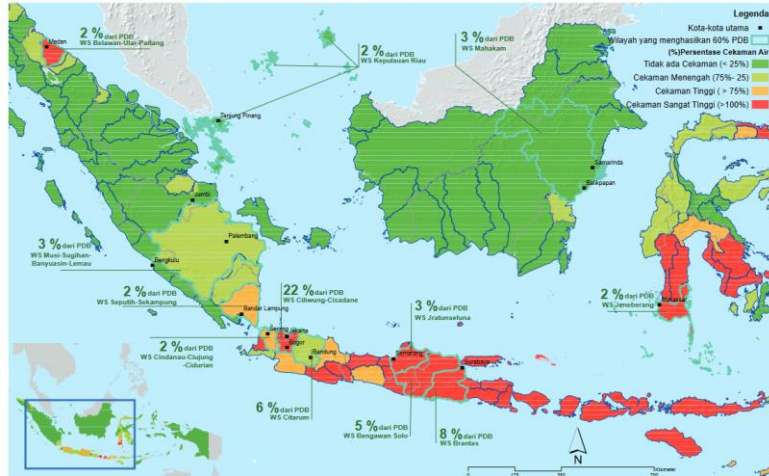 Legenda
Kota-kota utama
Wilayah yang menghasilkan 60% PDB
(%)Persentase Cekaman Air
Tidak ada Cekaman (< 25%)
Cekaman Menengah (75%- 25)
Cekaman Tinggi ( > 75%)
Cekaman Sangat Tinggi (>100%)
Medan
2 % dari PDB
WS Belawan-Ular-Padang
2 % dari PDB
WS Kepulauan Riau
3 % dari PDB
WS Mahakam
Tanjung Pinang
Samarinda
Balikpapan
Jambi
Palembang
3 % dari PDB
WS Musi-Sugihan-
Banyuasin-Lemau
Bengkulu
2 % dari PDB
WS Seputih-Sekampung
22 % dari PDB
WS Ciliwung-Cisadane
Bandar Lampung
2 % dari PDB
WS Cindanau-Ciujung
-Cidurian
Serang
Jakarta
Bogor
Bandung
3 % dari PDB
WS Jratunseluna
Semarang
Surabaya
2 % dari PDB
WS Jeneberang
6 % dari PDB
WS Citarum
5 % dari PDB
WS Bengawan Solo
8 % dari PDB
WS Brantas
N